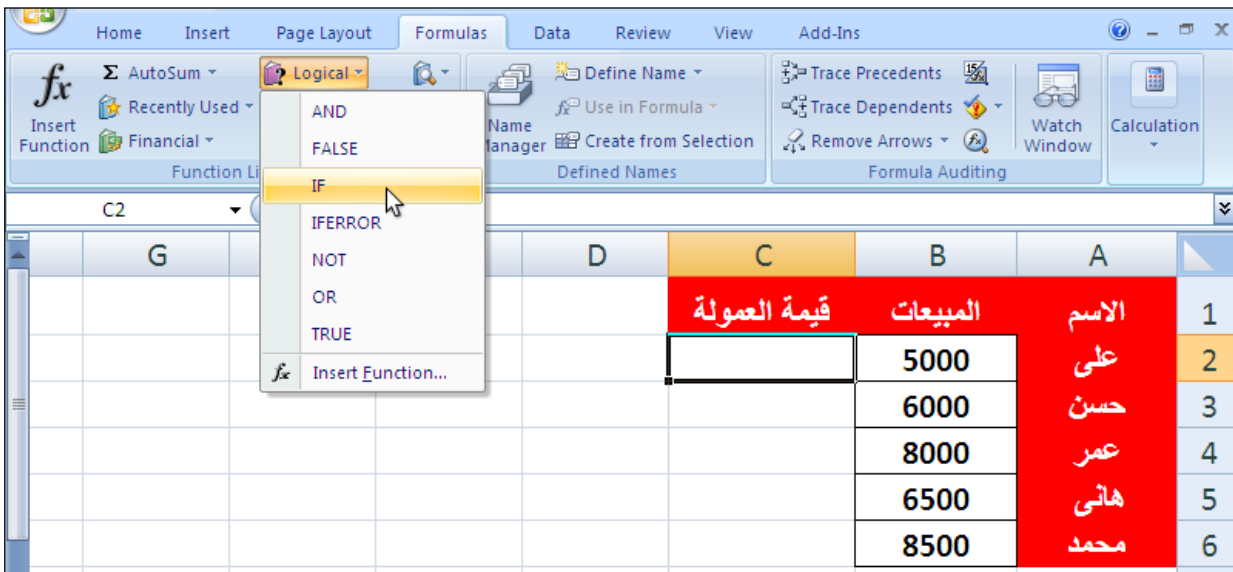 Home Insert Page Layout Formulas Data Review View Add-Ins
fx Σ AutoSum Logical Define Name Trace Precedents
Recently Used Use in Formula Trace Dependents
Insert Function Financial Name Manager Create from Selection Remove Arrows Watch Window Calculation
Defined Names Formula Auditing
AND
FALSE
IF
IFERROR
NOT
OR
TRUE
fx Insert Function...
C2
G D C B A
الاسم المبيعات قيمة العمولة 1
على 5000 2
حسن 6000 3
عمر 8000 4
هانى 6500 5
محمد 8500 6